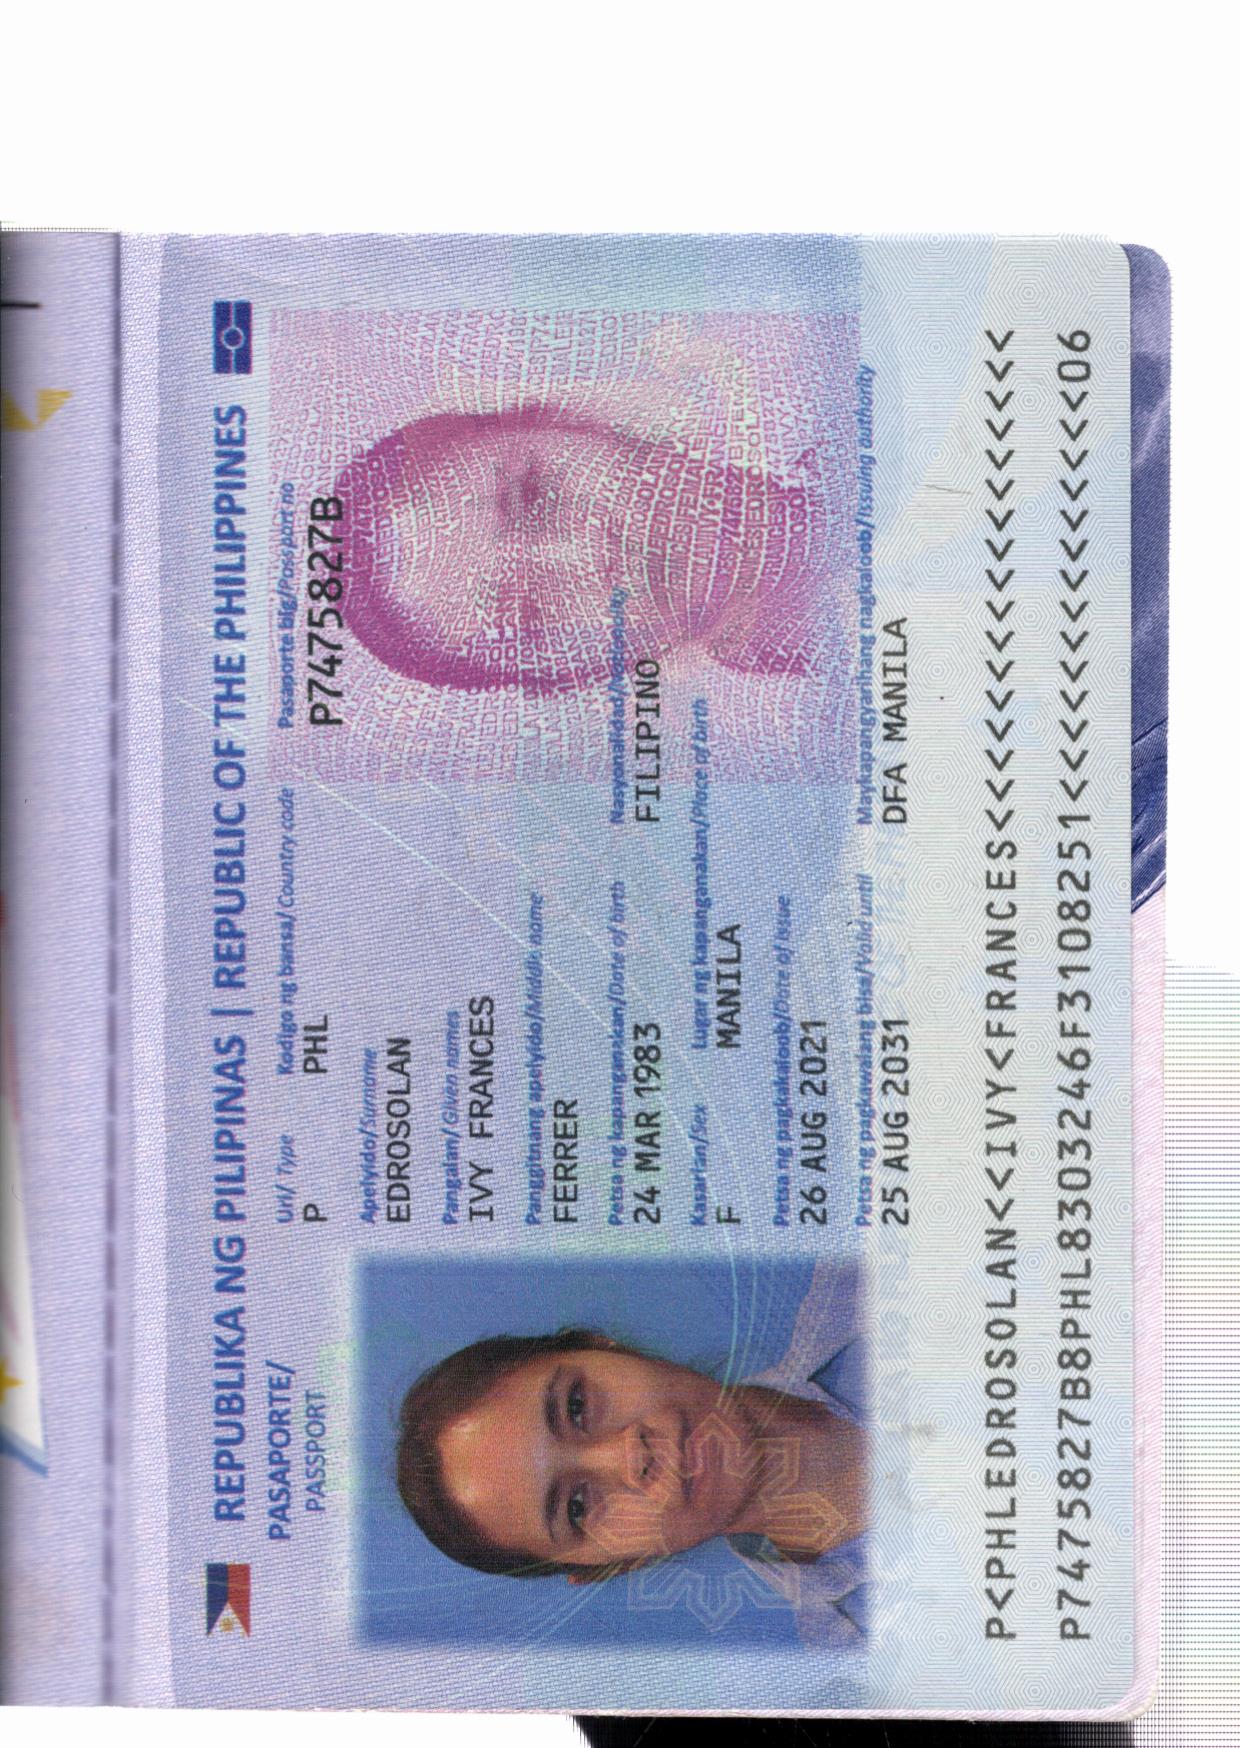 REPUBLIKA NG PILIPINAS | REPUBLIC OF THE PHILIPPINES
PASAPORTE/
PASSPORT
Uri/ Type
Kodigo ng bansa/ Country code
Pasaporte blg/Passport no
P
PHL
P7475827B
Apelyido/Surname
EDROSOLAN
Pangalan/ Given names
IVY FRANCES
Panggitnang apelyido/Middle name
FERRER
Petsa ng kapanganakan/Date of birth
Nasyonalidad/Nationality
24 MAR 1983
FILIPINO
Kasarian/Sex
Lugar ng kapanganakan/Place of birth
F
MANILA
Petsa ng pagkakaloob/Date of issue
26 AUG 2021
Petsa ng pagkawalang bisa/Valid until
Maykapangyarihang nagkaloob/Issuing authority
25 AUG 2031
DFA MANILA
P<PHLEDROSOLAN<<IVY<FRANCES<<<<<<<<<<<<<<<<<
P7475827B8PHL8303246F3108251<<<<<<<<<<<<<<06